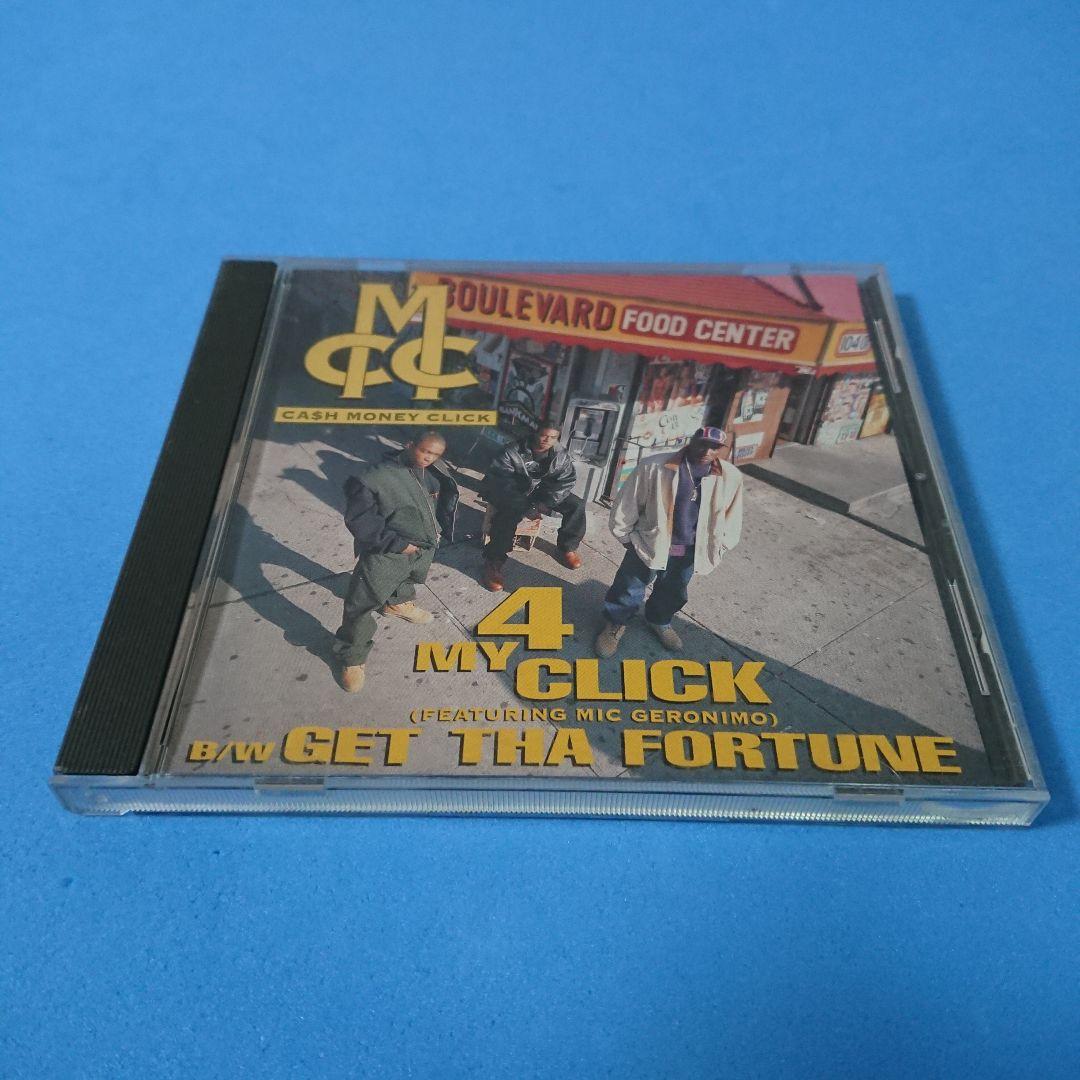 MCC
CA$H MONEY CLICK
BOULEVARD FOOD CENTER
4
MY CLICK
(FEATURING MIC GERONIMO)
B/W GET THA FORTUNE